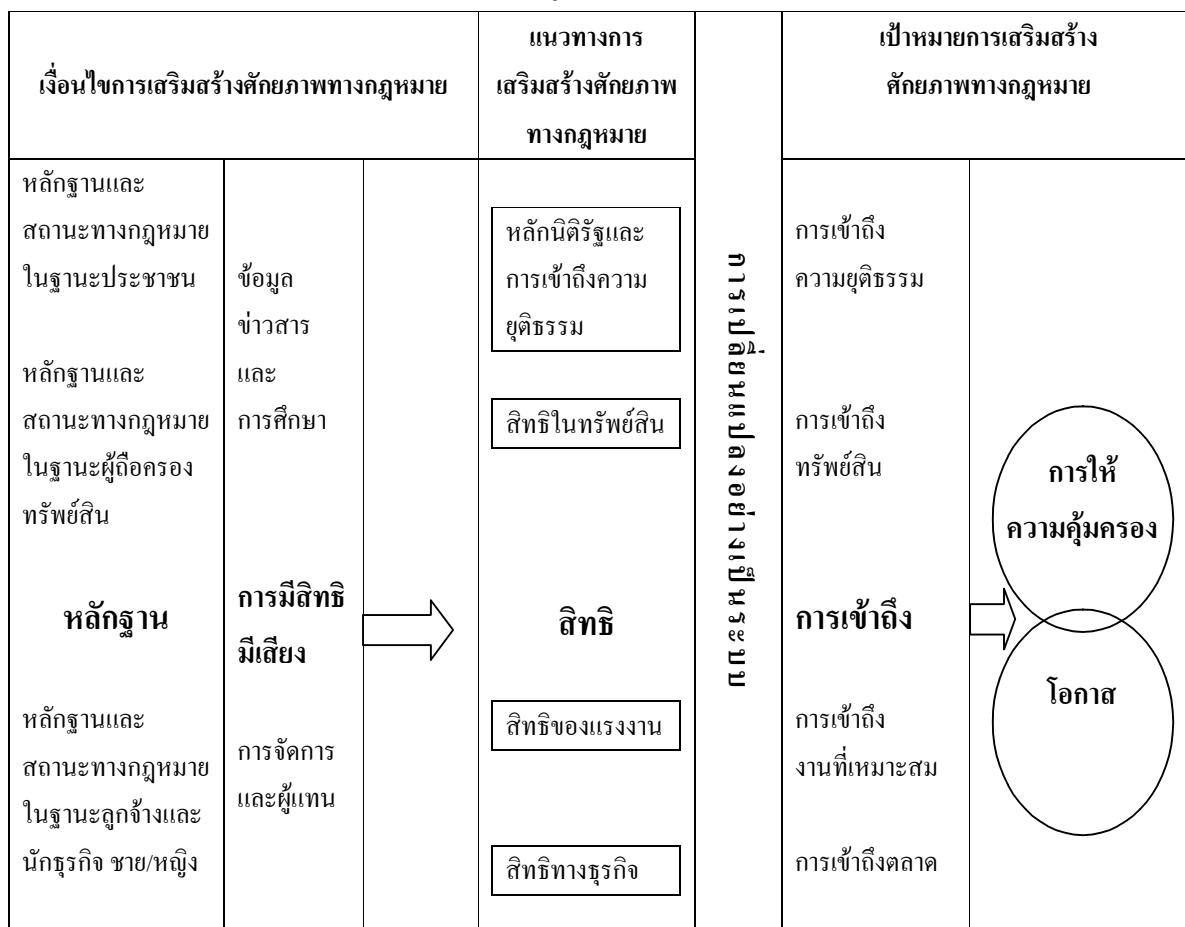 เงื่อนไขการเสริมสร้างศักยภาพทางกฎหมาย
แนวทางการ
เสริมสร้างศักยภาพ
ทางกฎหมาย
เป้าหมายการเสริมสร้าง
ศักยภาพทางกฎหมาย
หลักฐานและ
สถานะทางกฎหมาย
ในฐานะประชาชน
หลักฐานและ
สถานะทางกฎหมาย
ในฐานะผู้ถือครอง
ทรัพย์สิน
หลักฐาน
หลักฐานและ
สถานะทางกฎหมาย
ในฐานะลูกจ้างและ
นักธุรกิจ ชาย/หญิง
ข้อมูล
ข่าวสาร
และ
การศึกษา
การมีสิทธิ
มีเสียง
การจัดการ
และผู้แทน
หลักนิติรัฐและ
การเข้าถึงความ
ยุติธรรม
สิทธิในทรัพย์สิน
สิทธิ
สิทธิของแรงงาน
สิทธิทางธุรกิจ
การเปลี่ยนแปลงอย่างเป็นระบบ
การเข้าถึง
ความยุติธรรม
การเข้าถึง
ทรัพย์สิน
การเข้าถึง
การเข้าถึง
งานที่เหมาะสม
การเข้าถึงตลาด
การให้
ความคุ้มครอง
โอกาส